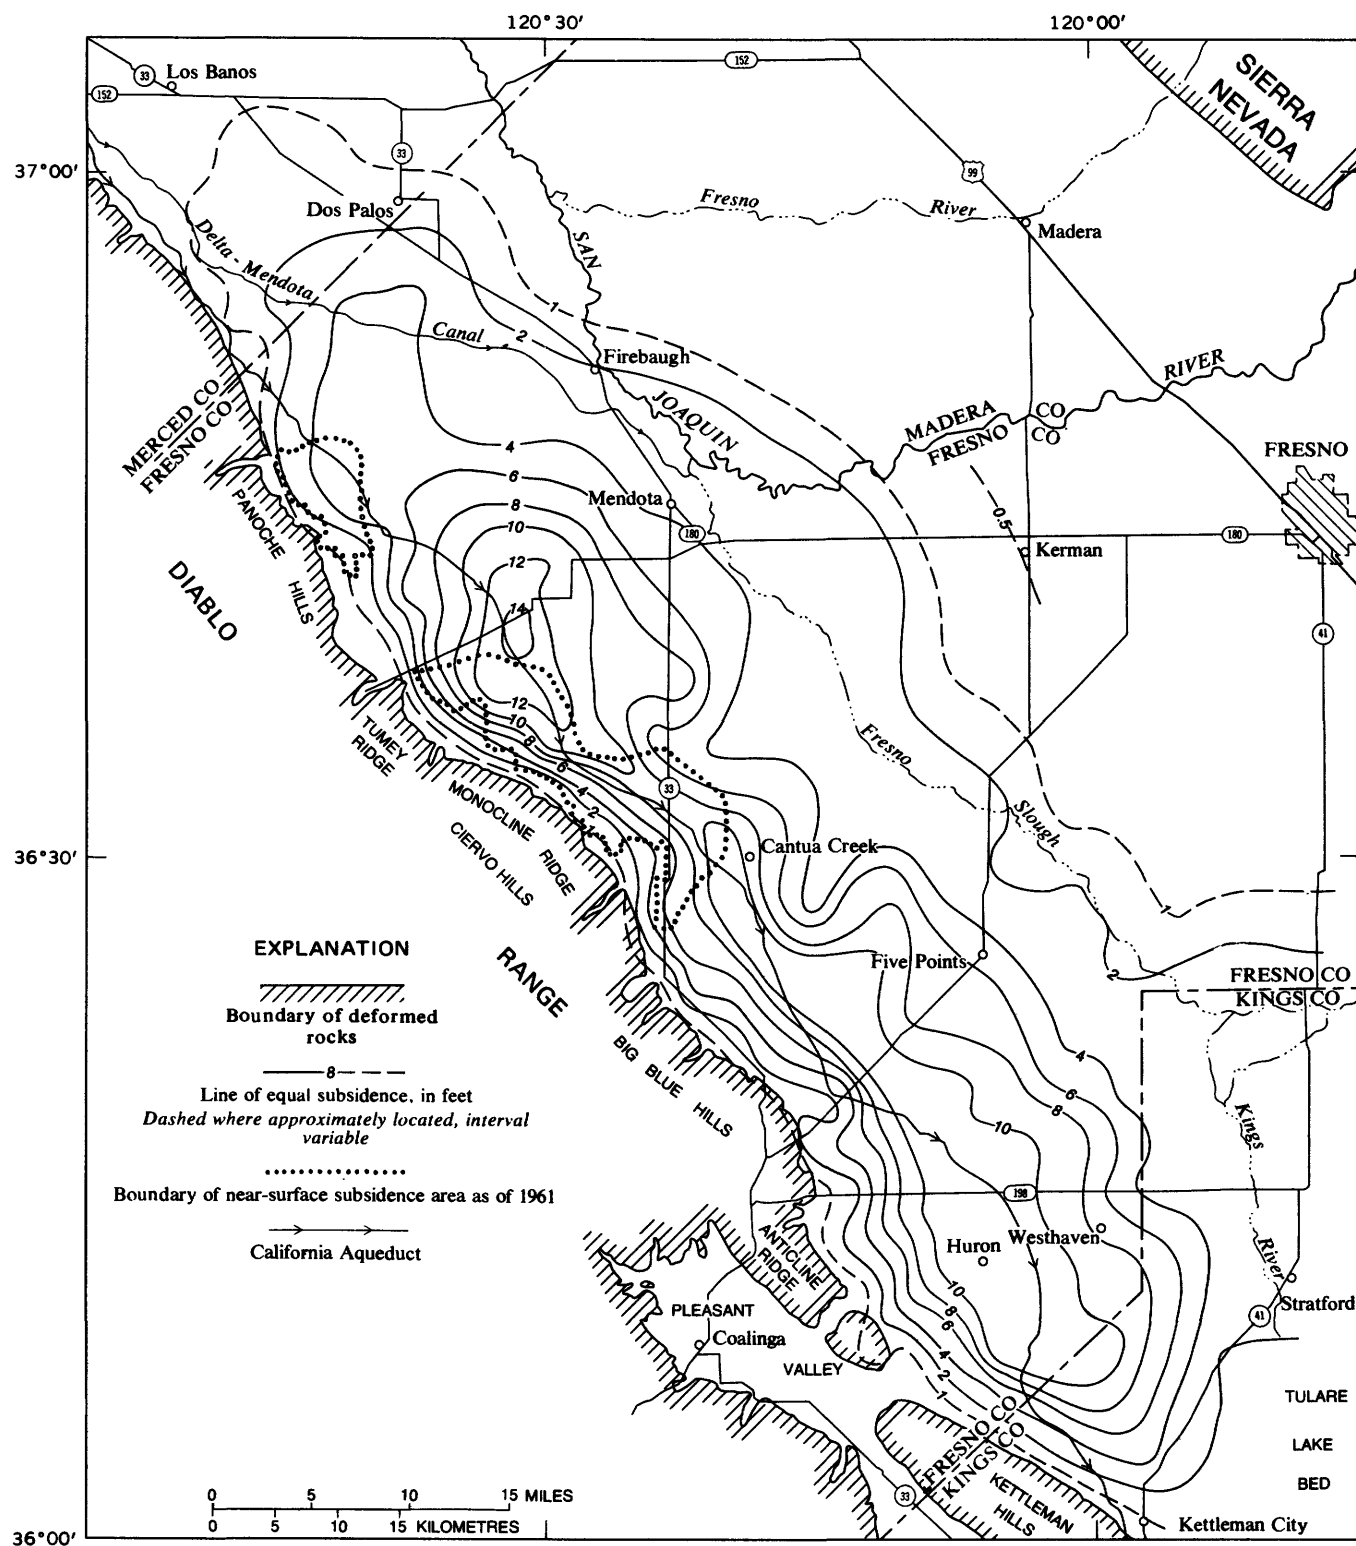 120°30′
120°00′
33
Los Banos
152
152
SIERRA
NEVADA
37°00′
33
99
Dos Palos
Fresno
River
Madera
Delta - Mendota
Canal
SAN
JOAQUIN
RIVER
1
2
Firebaugh
MERCED CO
FRESNO CO
MADERA CO
FRESNO CO
FRESNO
4
6
8
10
12
14
Mendota
180
180
0.5
Kerman
41
PANOCHE
HILLS
DIABLO
RANGE
12
10
8
6
4
2
1
TUMEY
RIDGE
MONOCLINE RIDGE
CIERVO HILLS
33
Fresno
Slough
36°30′
Cantua Creek
1
2
Five Points
FRESNO CO
KINGS CO
EXPLANATION
Boundary of deformed
rocks
8
Line of equal subsidence, in feet
Dashed where approximately located, interval
variable
Boundary of near-surface subsidence area as of 1961
California Aqueduct
BIG BLUE HILLS
4
6
8
10
Kings
River
198
ANTICLINE
RIDGE
Huron
Westhaven
Stratford
41
10
8
6
4
2
1
PLEASANT
VALLEY
Coalinga
TULARE
LAKE
BED
FRESNO CO
KINGS CO
KETTLEMAN
HILLS
33
Kettleman City
0 5 10 15 MILES
0 5 10 15 KILOMETRES
36°00′